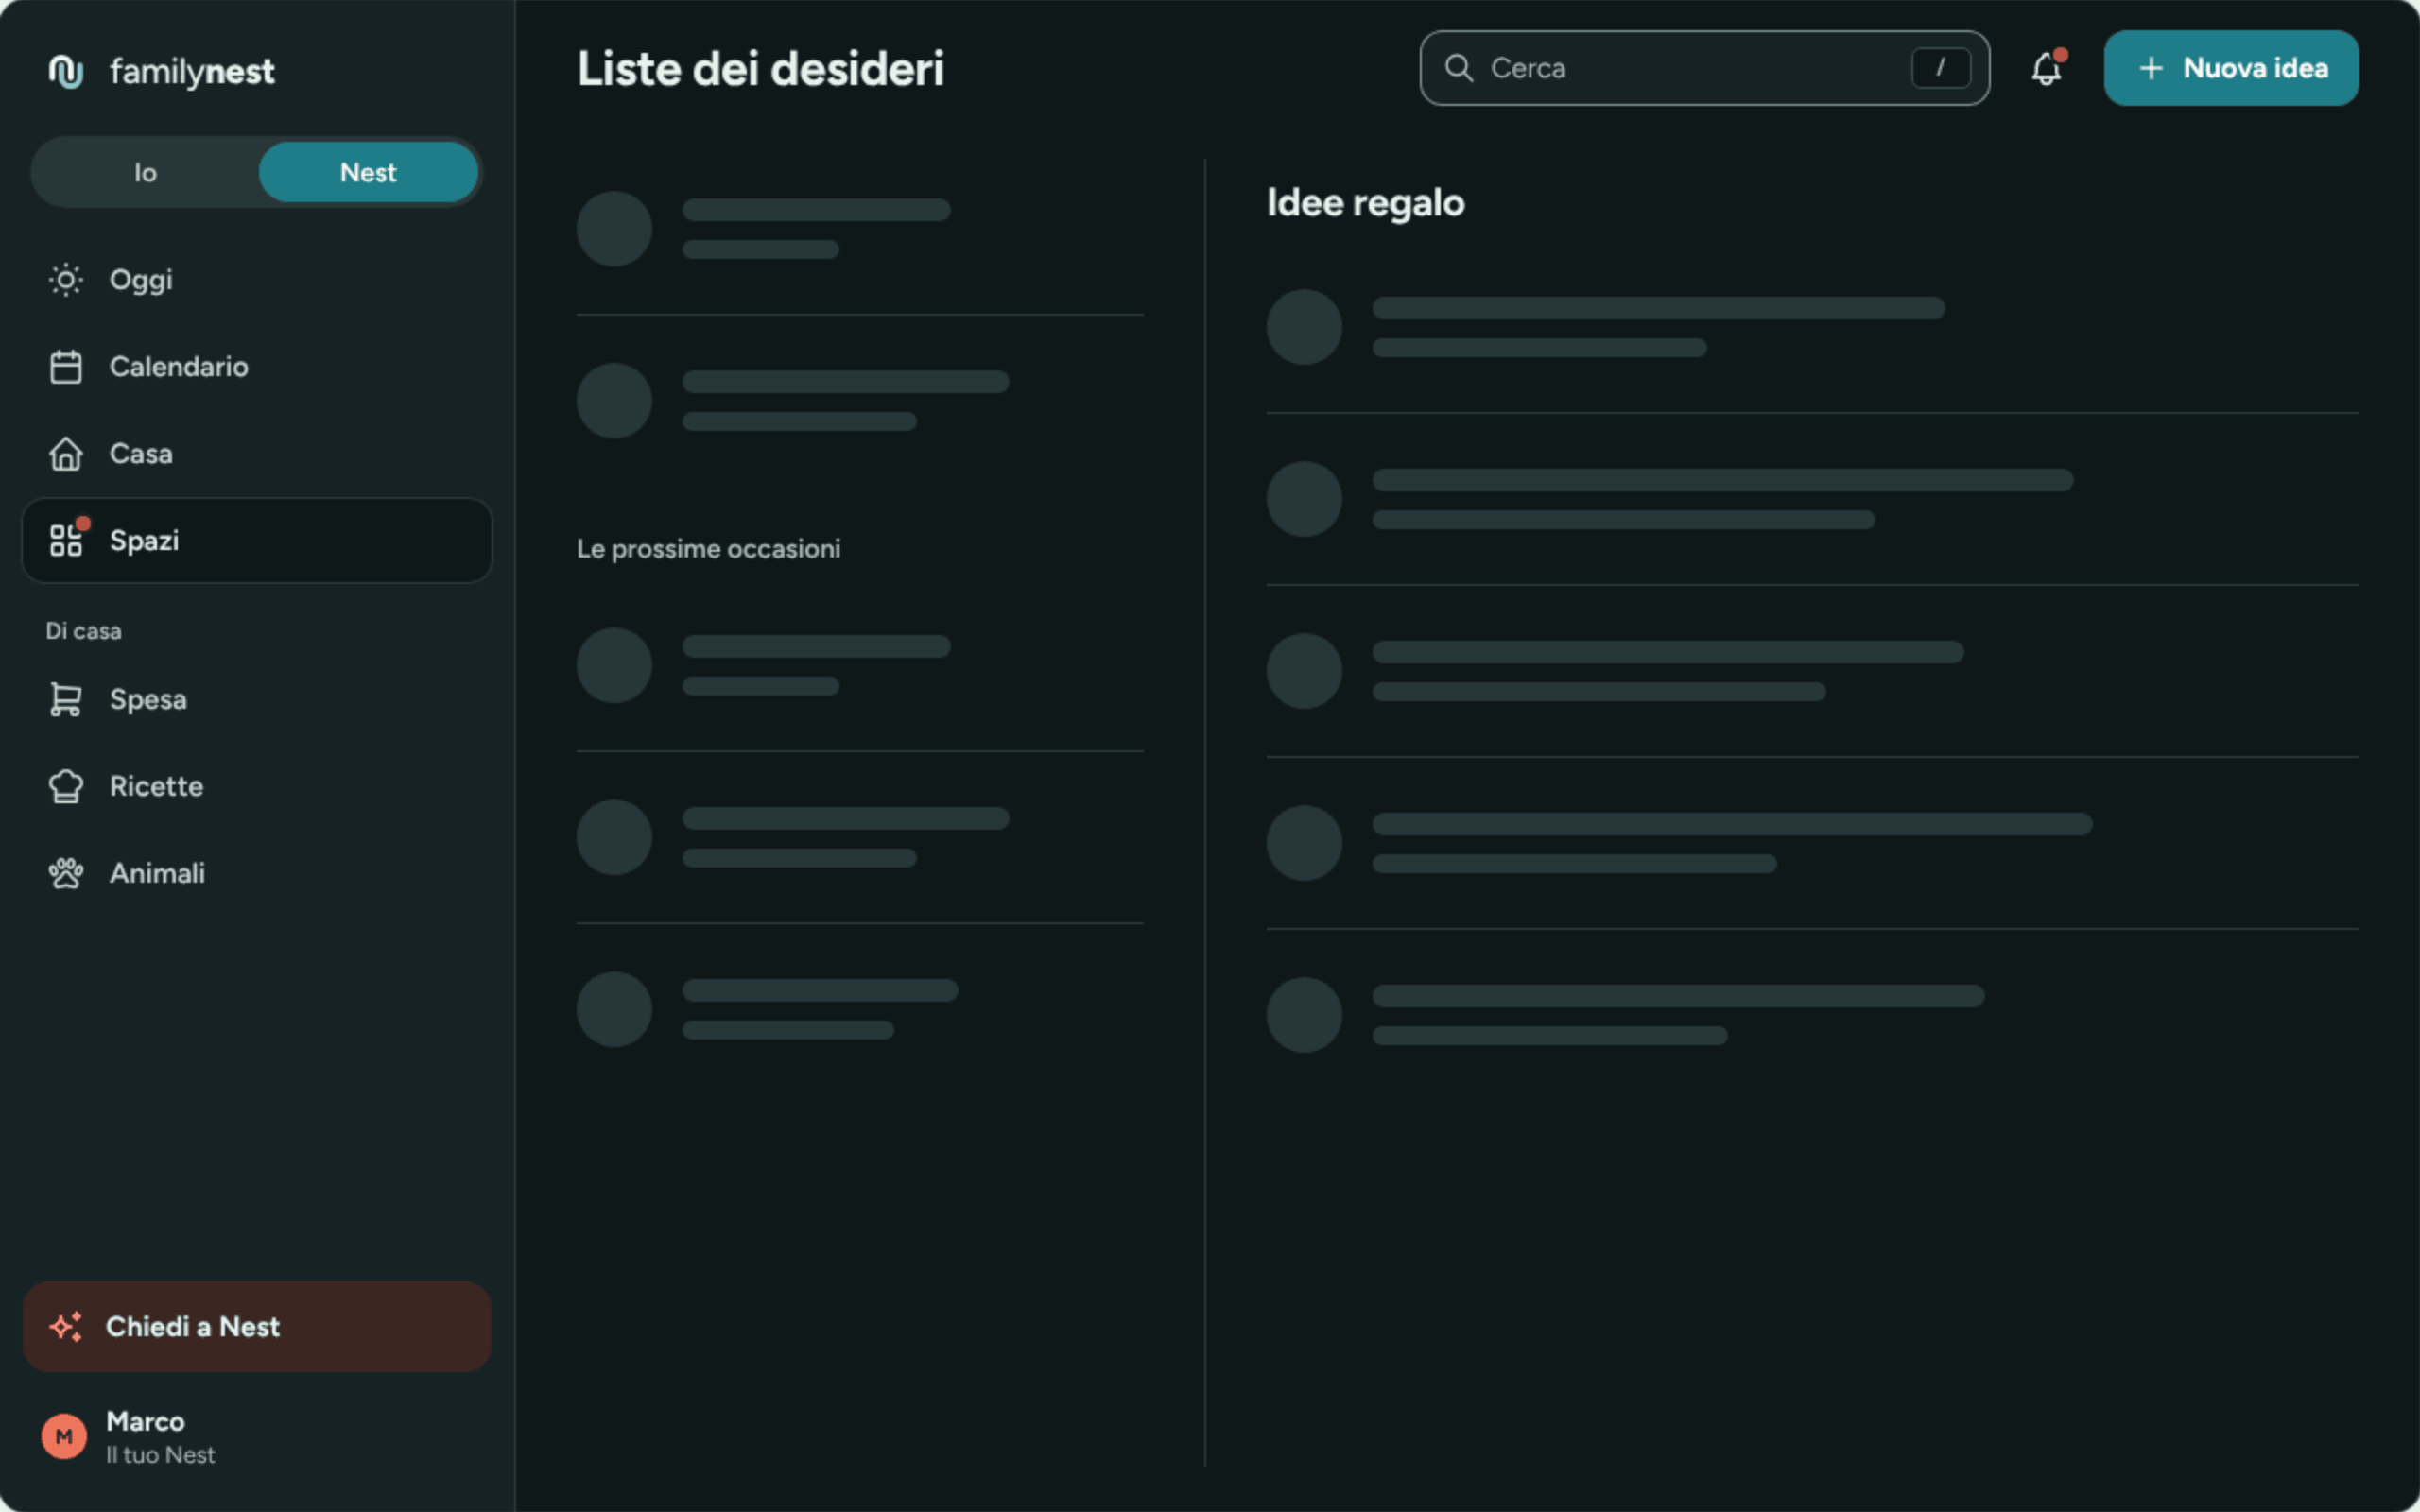 familynest
Io
Nest
Oggi
Calendario
Casa
Spazi
Di casa
Spesa
Ricette
Animali
Chiedi a Nest
M
Marco
Il tuo Nest
Liste dei desideri
Cerca
/
Nuova idea
Le prossime occasioni
Idee regalo